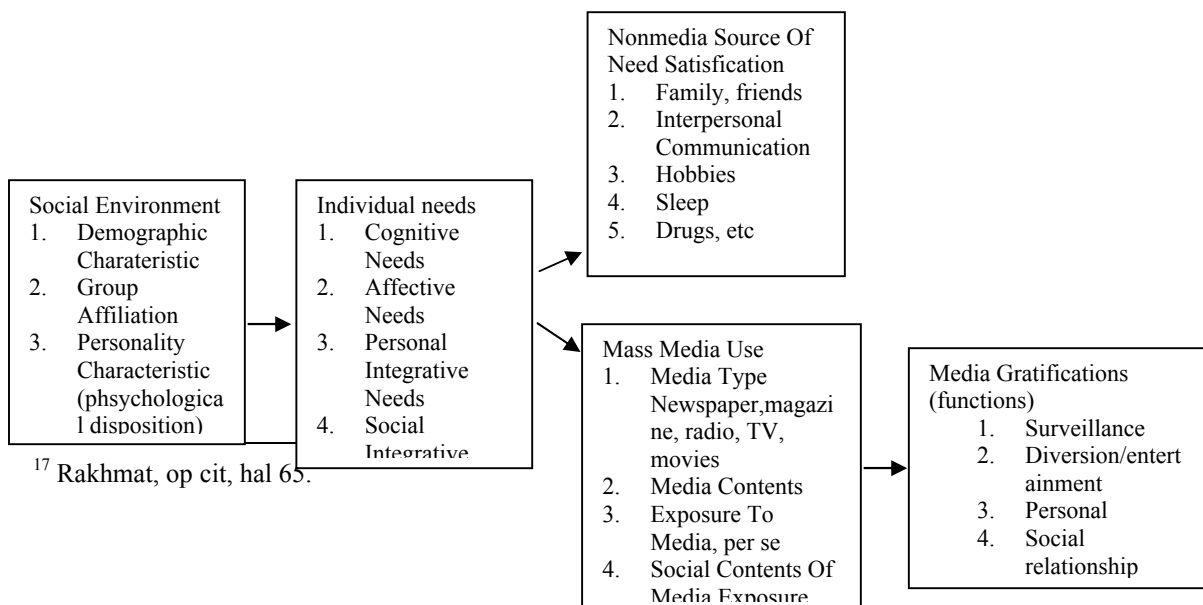 Social Environment
1. Demographic
Charateristic
2. Group
Affiliation
3. Personality
Characteristic
(phsychologica
l disposition)
Individual needs
1. Cognitive
Needs
2. Affective
Needs
3. Personal
Integrative
Needs
4. Social
Integrative
Nonmedia Source Of
Need Satisfication
1. Family, friends
2. Interpersonal
Communication
3. Hobbies
4. Sleep
5. Drugs, etc
Mass Media Use
1. Media Type
Newspaper,magazi
ne, radio, TV,
movies
2. Media Contents
3. Exposure To
Media, per se
4. Social Contents Of
Media Exposure
Media Gratifications
(functions)
1. Surveillance
2. Diversion/entert
ainment
3. Personal
4. Social
relationship
17 Rakhmat, op cit, hal 65.